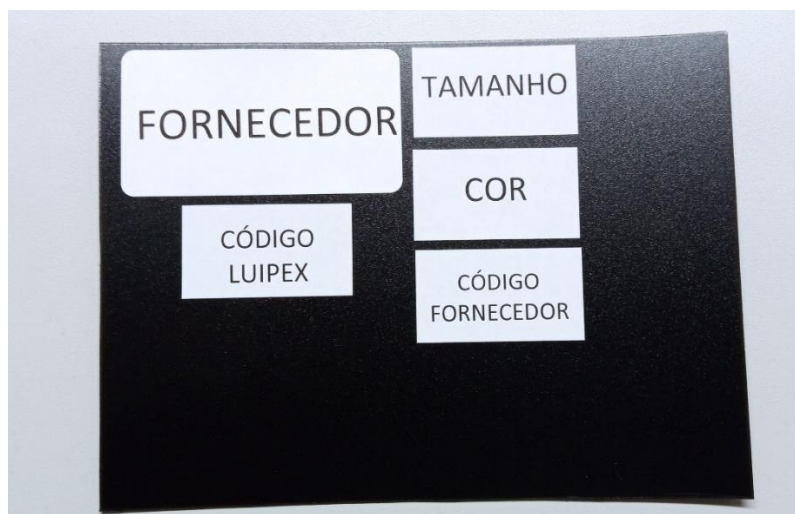 FORNECEDOR
CÓDIGO
LUIPEX
TAMANHO
COR
CÓDIGO
FORNECEDOR